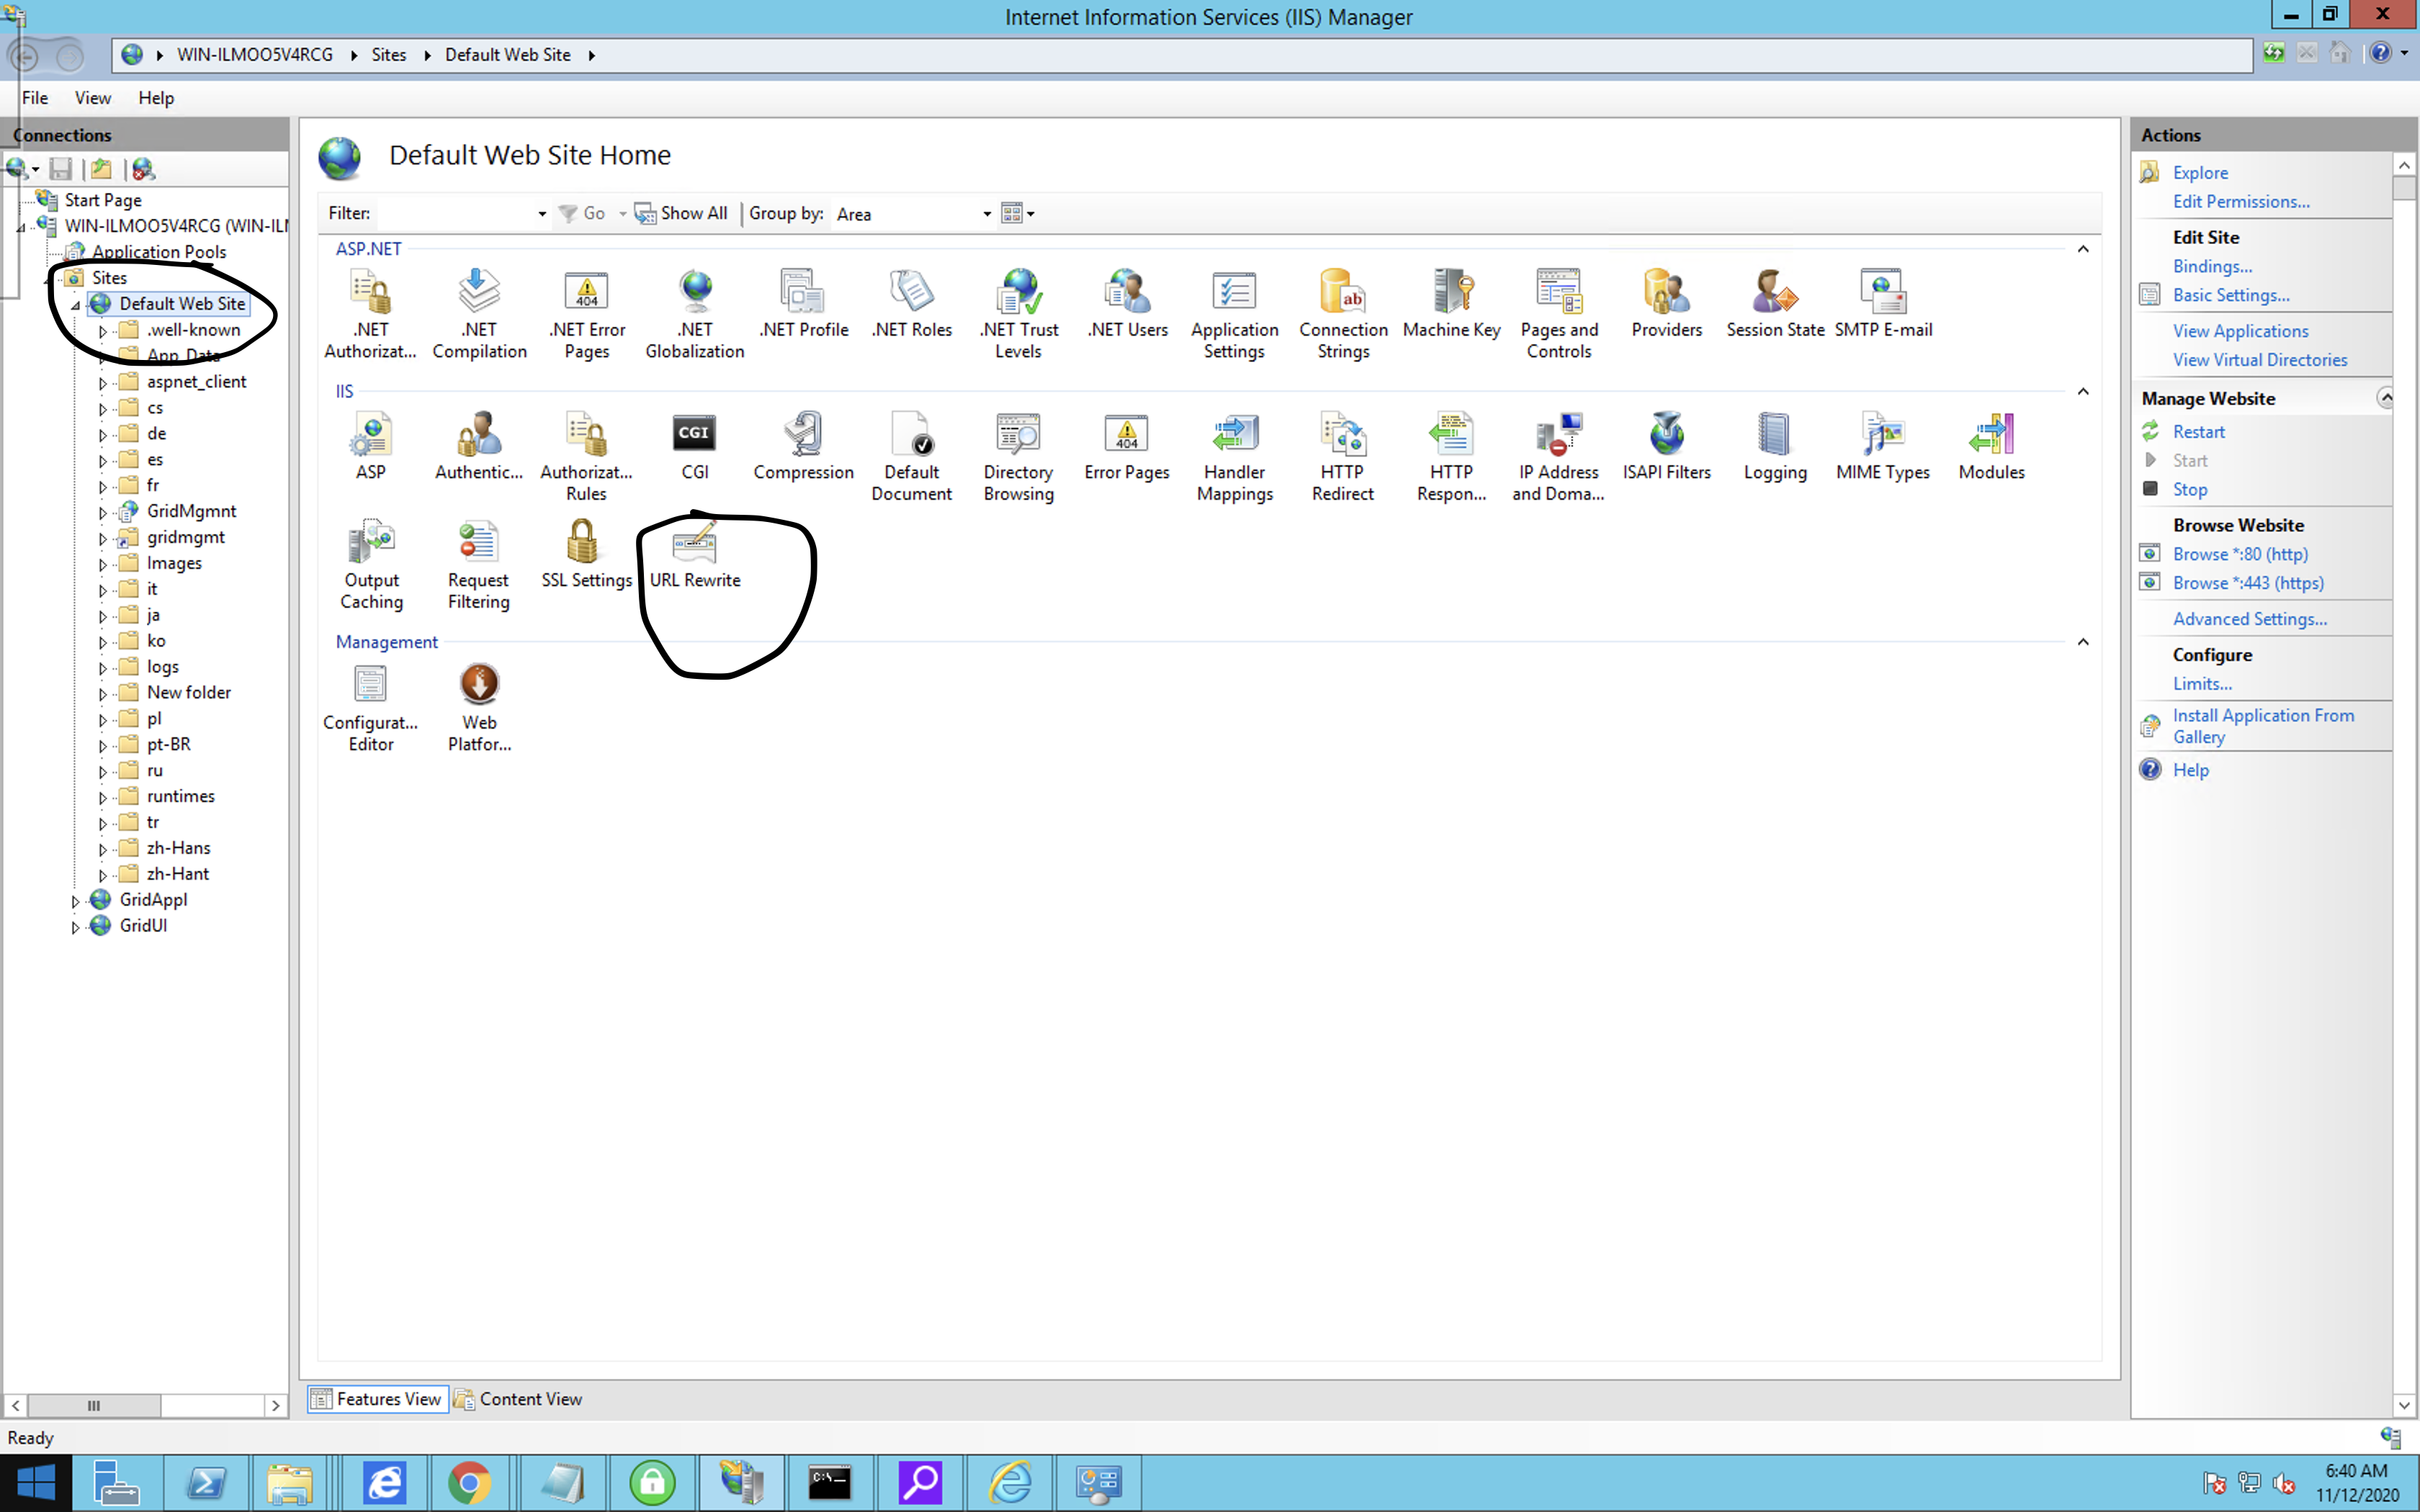 Internet Information Services (IIS) Manager
WIN-ILMOO5V4RCG Sites Default Web Site
File View Help
Connections
Start Page
WIN-ILMOO5V4RCG (WIN-ILM
Application Pools
Sites
Default Web Site
.well-known
App_Data
aspnet_client
cs
de
es
fr
GridMgmnt
gridmgmt
Images
it
ja
ko
logs
New folder
pl
pt-BR
ru
runtimes
tr
zh-Hans
zh-Hant
GridAppl
GridUI
Default Web Site Home
Filter: Go Show All Group by: Area
ASP.NET
.NET Authorizat...
.NET Compilation
.NET Error Pages
.NET Globalization
.NET Profile
.NET Roles
.NET Trust Levels
.NET Users
Application Settings
Connection Strings
Machine Key
Pages and Controls
Providers
Session State
SMTP E-mail
IIS
ASP
Authentic...
Authorizat... Rules
CGI
CGI
Compression
Default Document
Directory Browsing
Error Pages
Handler Mappings
HTTP Redirect
HTTP Respon...
IP Address and Doma...
ISAPI Filters
Logging
MIME Types
Modules
Output Caching
Request Filtering
SSL Settings
URL Rewrite
Management
Configurat... Editor
Web Platfor...
Features View Content View
Actions
Explore
Edit Permissions...
Edit Site
Bindings...
Basic Settings...
View Applications
View Virtual Directories
Manage Website
Restart
Start
Stop
Browse Website
Browse *:80 (http)
Browse *:443 (https)
Advanced Settings...
Configure
Limits...
Install Application From
Gallery
Help
Ready
6:40 AM
11/12/2020